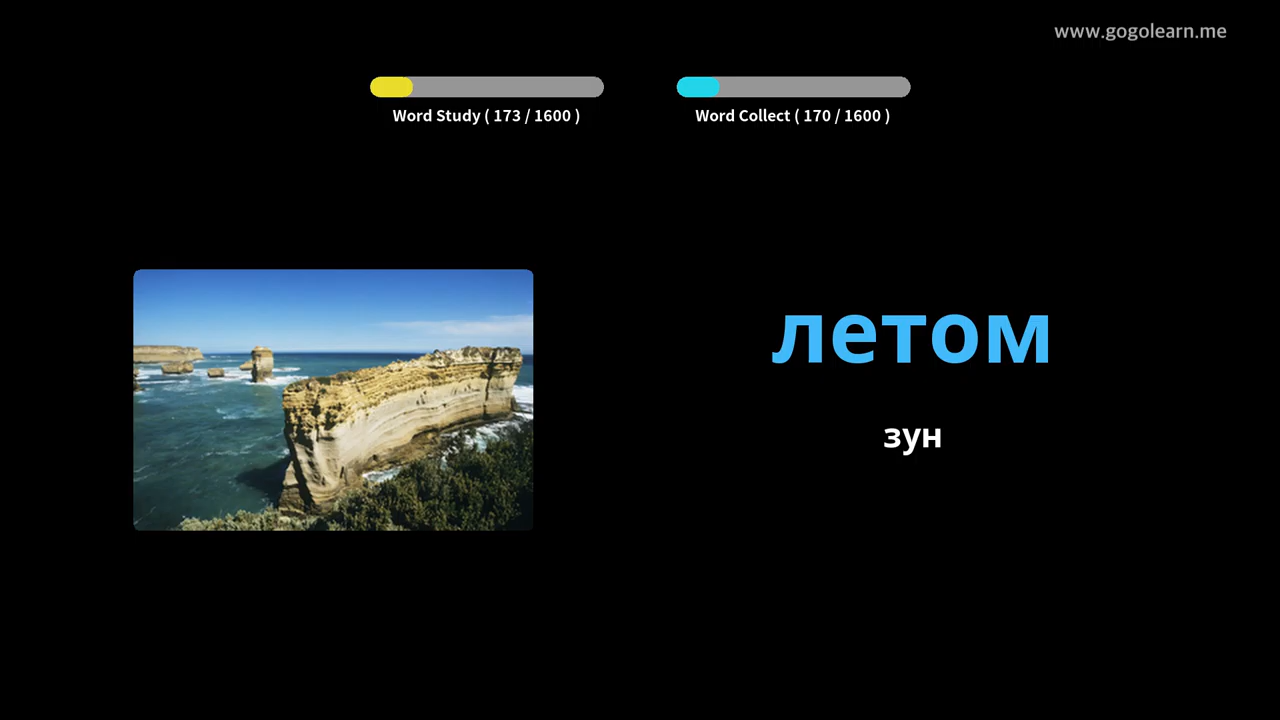 www.gogolearn.me
Word Study ( 173 / 1600 )
Word Collect ( 170 / 1600 )
летом
зун